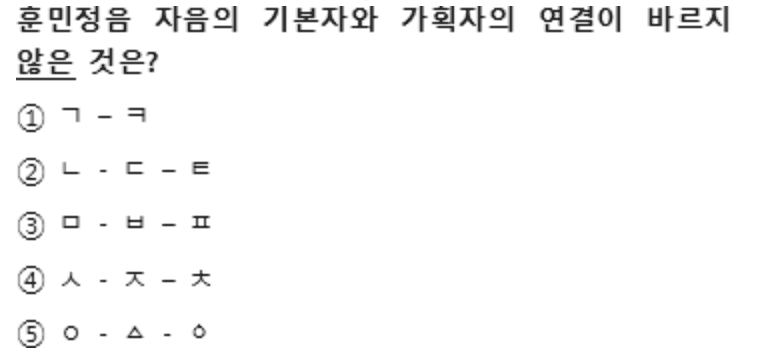 훈민정음 자음의 기본자와 가획자의 연결이 바르지
않은 것은?
① ㄱ – ㅋ
② ㄴ - ㄷ – ㅌ
③ ㅁ - ㅂ – ㅍ
④ ㅅ - ㅈ – ㅊ
⑤ ㅇ - ㅿ - ㆁ